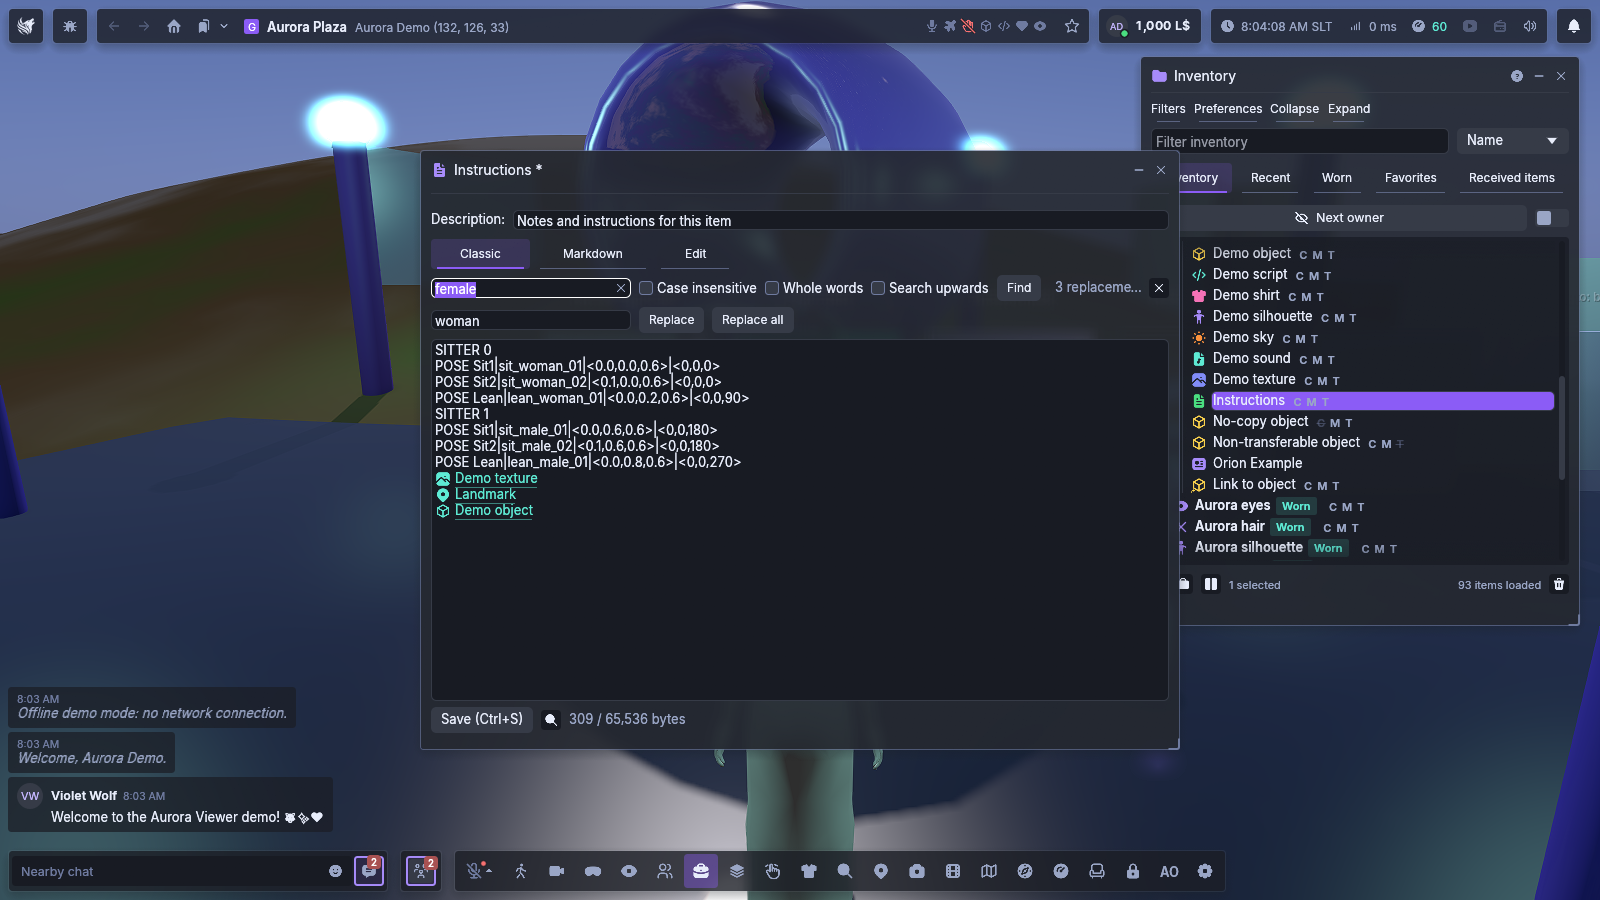 Aurora Plaza Aurora Demo (132, 126, 33)
AD 1,000 L$
8:04:08 AM SLT 0 ms 60
Inventory
Filters Preferences Collapse Expand
Filter inventory Name
ventory Recent Worn Favorites Received items
Next owner
Demo object C M T
Demo script C M T
Demo shirt C M T
Demo silhouette C M T
Demo sky C M T
Demo sound C M T
Demo texture C M T
Instructions C M T
No-copy object C M T
Non-transferable object C M T
Orion Example
Link to object C M T
Aurora eyes Worn C M T
Aurora hair Worn C M T
Aurora silhouette Worn C M T
1 selected 93 items loaded
Instructions *
Description: Notes and instructions for this item
Classic Markdown Edit
female Case insensitive Whole words Search upwards Find 3 replaceme...
woman Replace Replace all
SITTER 0
POSE Sit1|sit_woman_01|<0.0,0.0,0.6>|<0,0,0>
POSE Sit2|sit_woman_02|<0.1,0.0,0.6>|<0,0,0>
POSE Lean|lean_woman_01|<0.0,0.2,0.6>|<0,0,90>
SITTER 1
POSE Sit1|sit_male_01|<0.0,0.6,0.6>|<0,0,180>
POSE Sit2|sit_male_02|<0.1,0.6,0.6>|<0,0,180>
POSE Lean|lean_male_01|<0.0,0.8,0.6>|<0,0,270>
Demo texture
Landmark
Demo object
Save (Ctrl+S) 309 / 65,536 bytes
8:03 AM
Offline demo mode: no network connection.
8:03 AM
Welcome, Aurora Demo.
VW Violet Wolf 8:03 AM
Welcome to the Aurora Viewer demo!
Nearby chat 2 2 AO